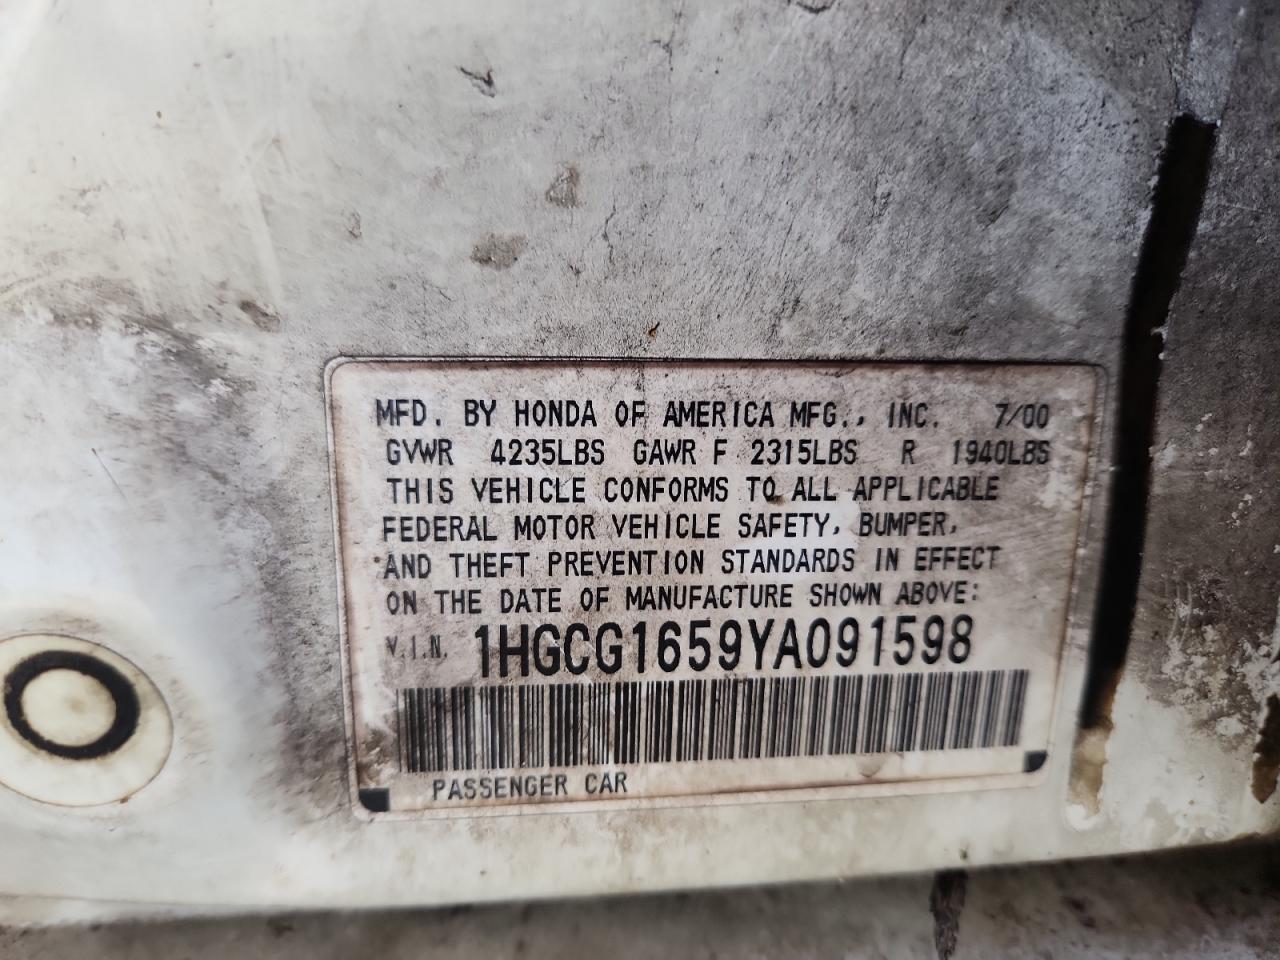 MFD. BY HONDA OF AMERICA MFG., INC. 7/00
GVWR 4235LBS GAWR F 2315LBS R 1940LBS
THIS VEHICLE CONFORMS TO ALL APPLICABLE
FEDERAL MOTOR VEHICLE SAFETY, BUMPER,
AND THEFT PREVENTION STANDARDS IN EFFECT
ON THE DATE OF MANUFACTURE SHOWN ABOVE:
V.I.N. 1HGCG1659YA091598
PASSENGER CAR